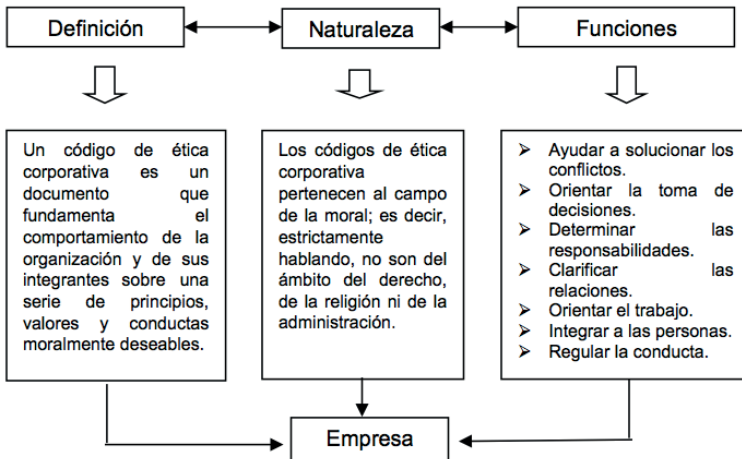 Definición
Naturaleza
Funciones
Un código de ética
corporativa es un
documento que
fundamenta el
comportamiento de la
organización y de sus
integrantes sobre una
serie de principios,
valores y conductas
moralmente deseables.
Los códigos de ética
corporativa
pertenecen al campo
de la moral; es decir,
estrictamente
hablando, no son del
ámbito del derecho,
de la religión ni de la
administración.
➢ Ayudar a solucionar los
conflictos.
➢ Orientar la toma de
decisiones.
➢ Determinar las
responsabilidades.
➢ Clarificar las
relaciones.
➢ Orientar el trabajo.
➢ Integrar a las personas.
➢ Regular la conducta.
Empresa